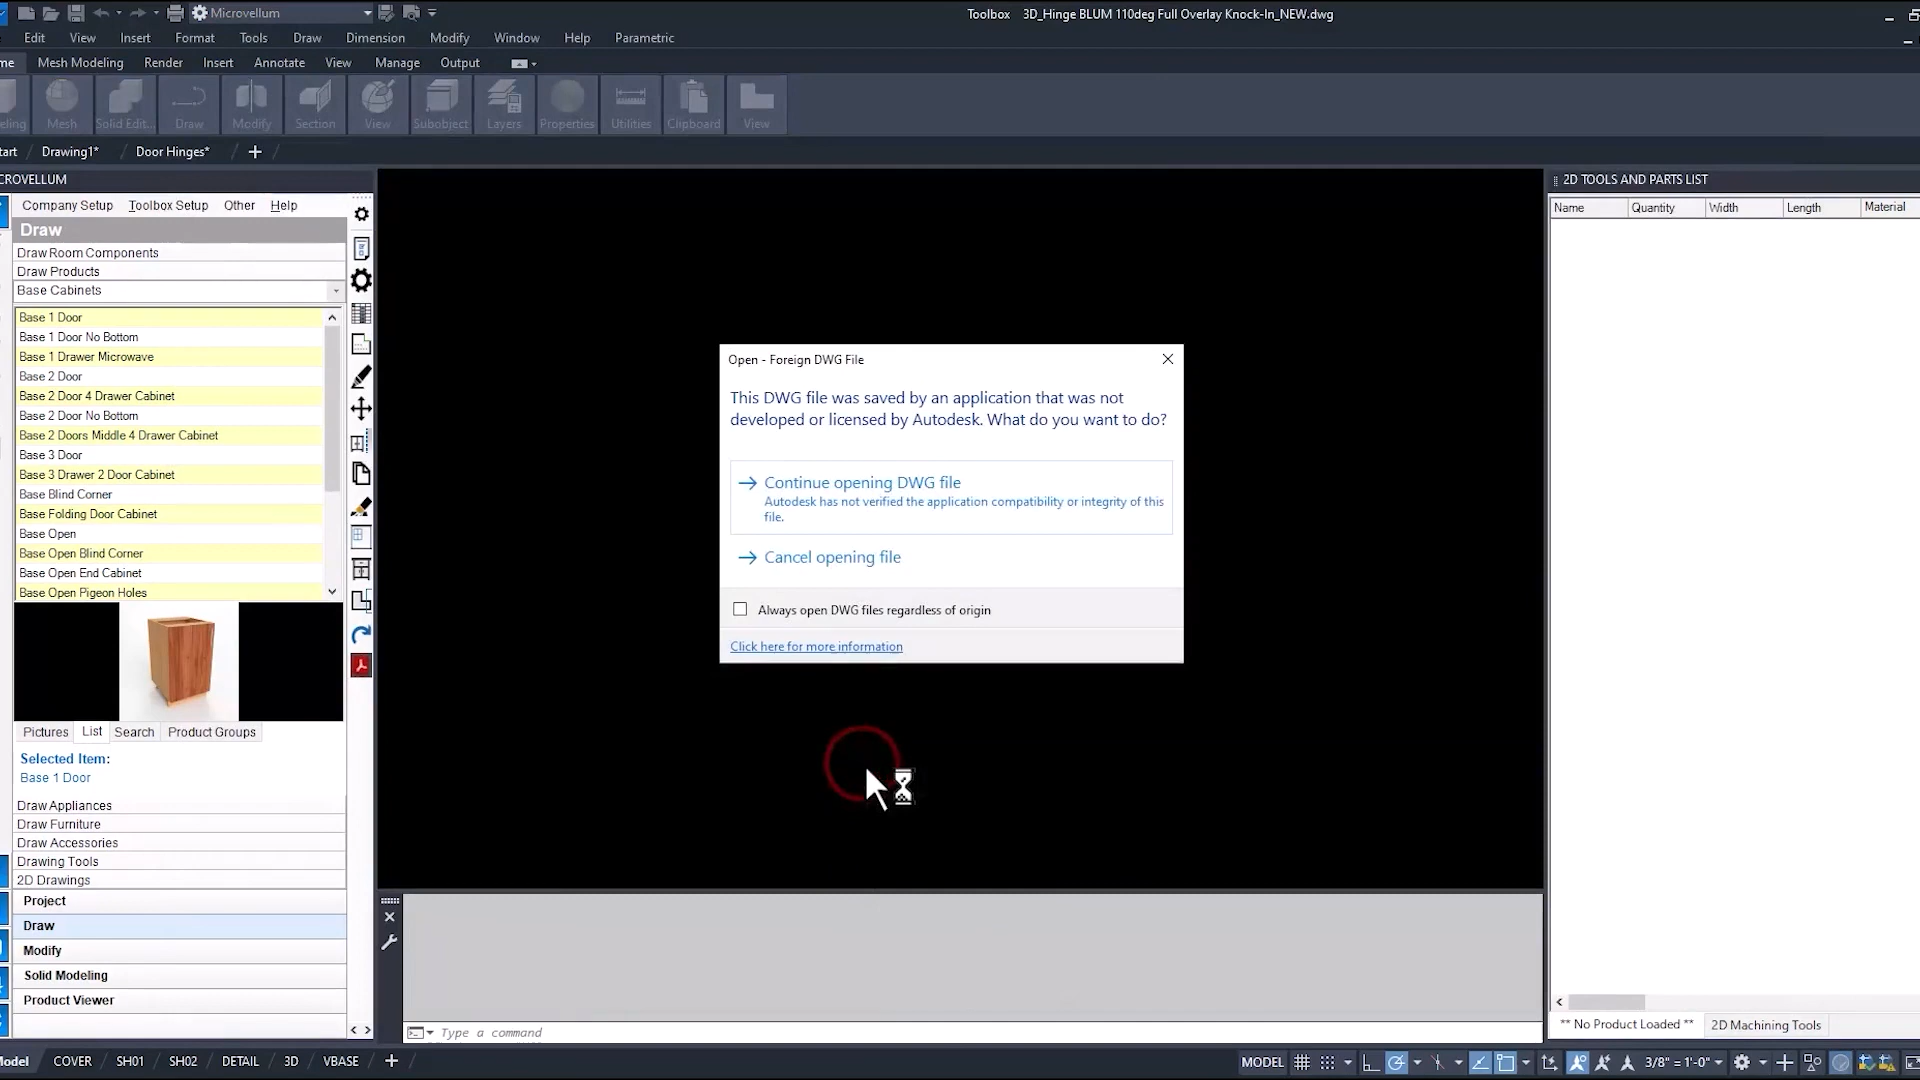 Microvellum
Toolbox 3D_Hinge BLUM 110deg Full Overlay Knock-In_NEW.dwg
Edit View Insert Format Tools Draw Dimension Modify Window Help Parametric
me Mesh Modeling Render Insert Annotate View Manage Output
eling Mesh Solid Edit... Draw Modify Section View Subobject Layers Properties Utilities Clipboard View
tart Drawing1* Door Hinges*
CROVELLUM
2D TOOLS AND PARTS LIST
Company Setup Toolbox Setup Other Help
Name Quantity Width Length Material
Draw
Draw Room Components
Draw Products
Base Cabinets
Base 1 Door
Base 1 Door No Bottom
Base 1 Drawer Microwave
Base 2 Door
Base 2 Door 4 Drawer Cabinet
Base 2 Door No Bottom
Base 2 Doors Middle 4 Drawer Cabinet
Base 3 Door
Base 3 Drawer 2 Door Cabinet
Base Blind Corner
Base Folding Door Cabinet
Base Open
Base Open Blind Corner
Base Open End Cabinet
Base Open Pigeon Holes
Pictures List Search Product Groups
Selected Item:
Base 1 Door
Draw Appliances
Draw Furniture
Draw Accessories
Drawing Tools
2D Drawings
Project
Draw
Modify
Solid Modeling
Product Viewer
Open - Foreign DWG File
This DWG file was saved by an application that was not
developed or licensed by Autodesk. What do you want to do?
Continue opening DWG file
Autodesk has not verified the application compatibility or integrity of this
file.
Cancel opening file
Always open DWG files regardless of origin
Click here for more information
Type a command
** No Product Loaded ** 2D Machining Tools
Model COVER SH01 SH02 DETAIL 3D VBASE
MODEL 3/8" = 1'-0"